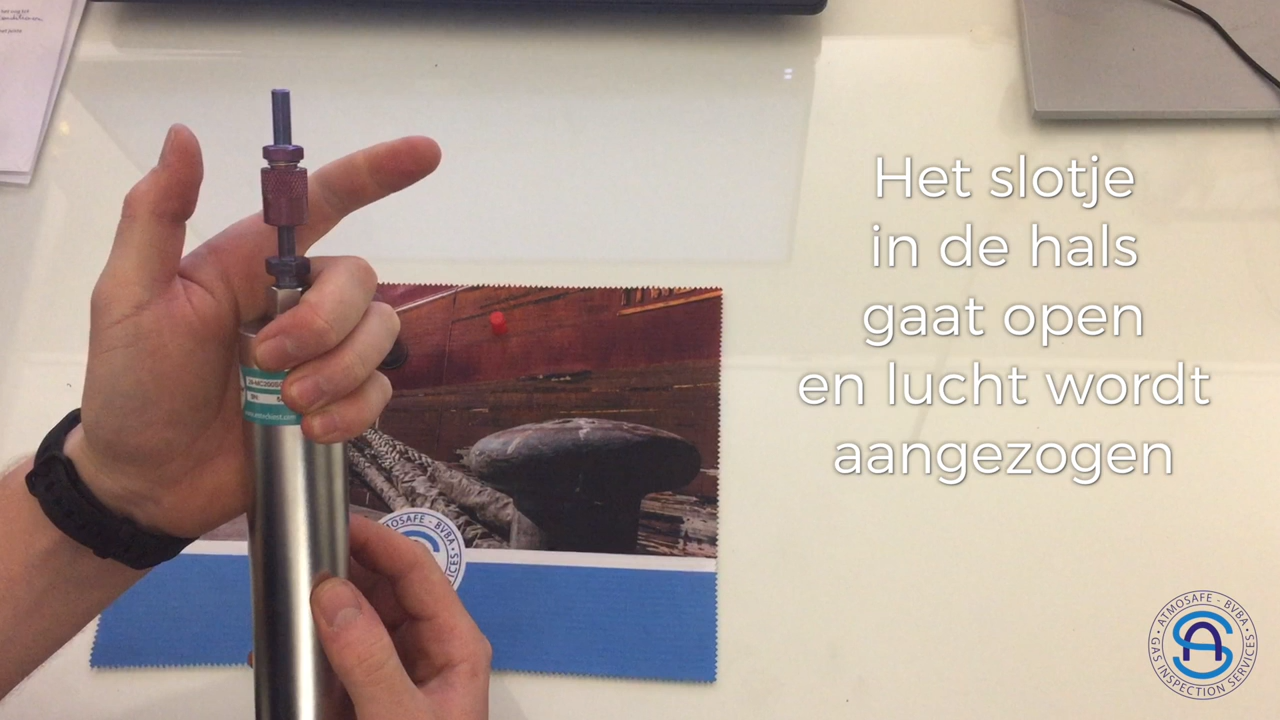 Het slotje
in de hals
gaat open
en lucht wordt
aangezogen
ATMOSAFE - BVBA
GAS INSPECTION SERVICES